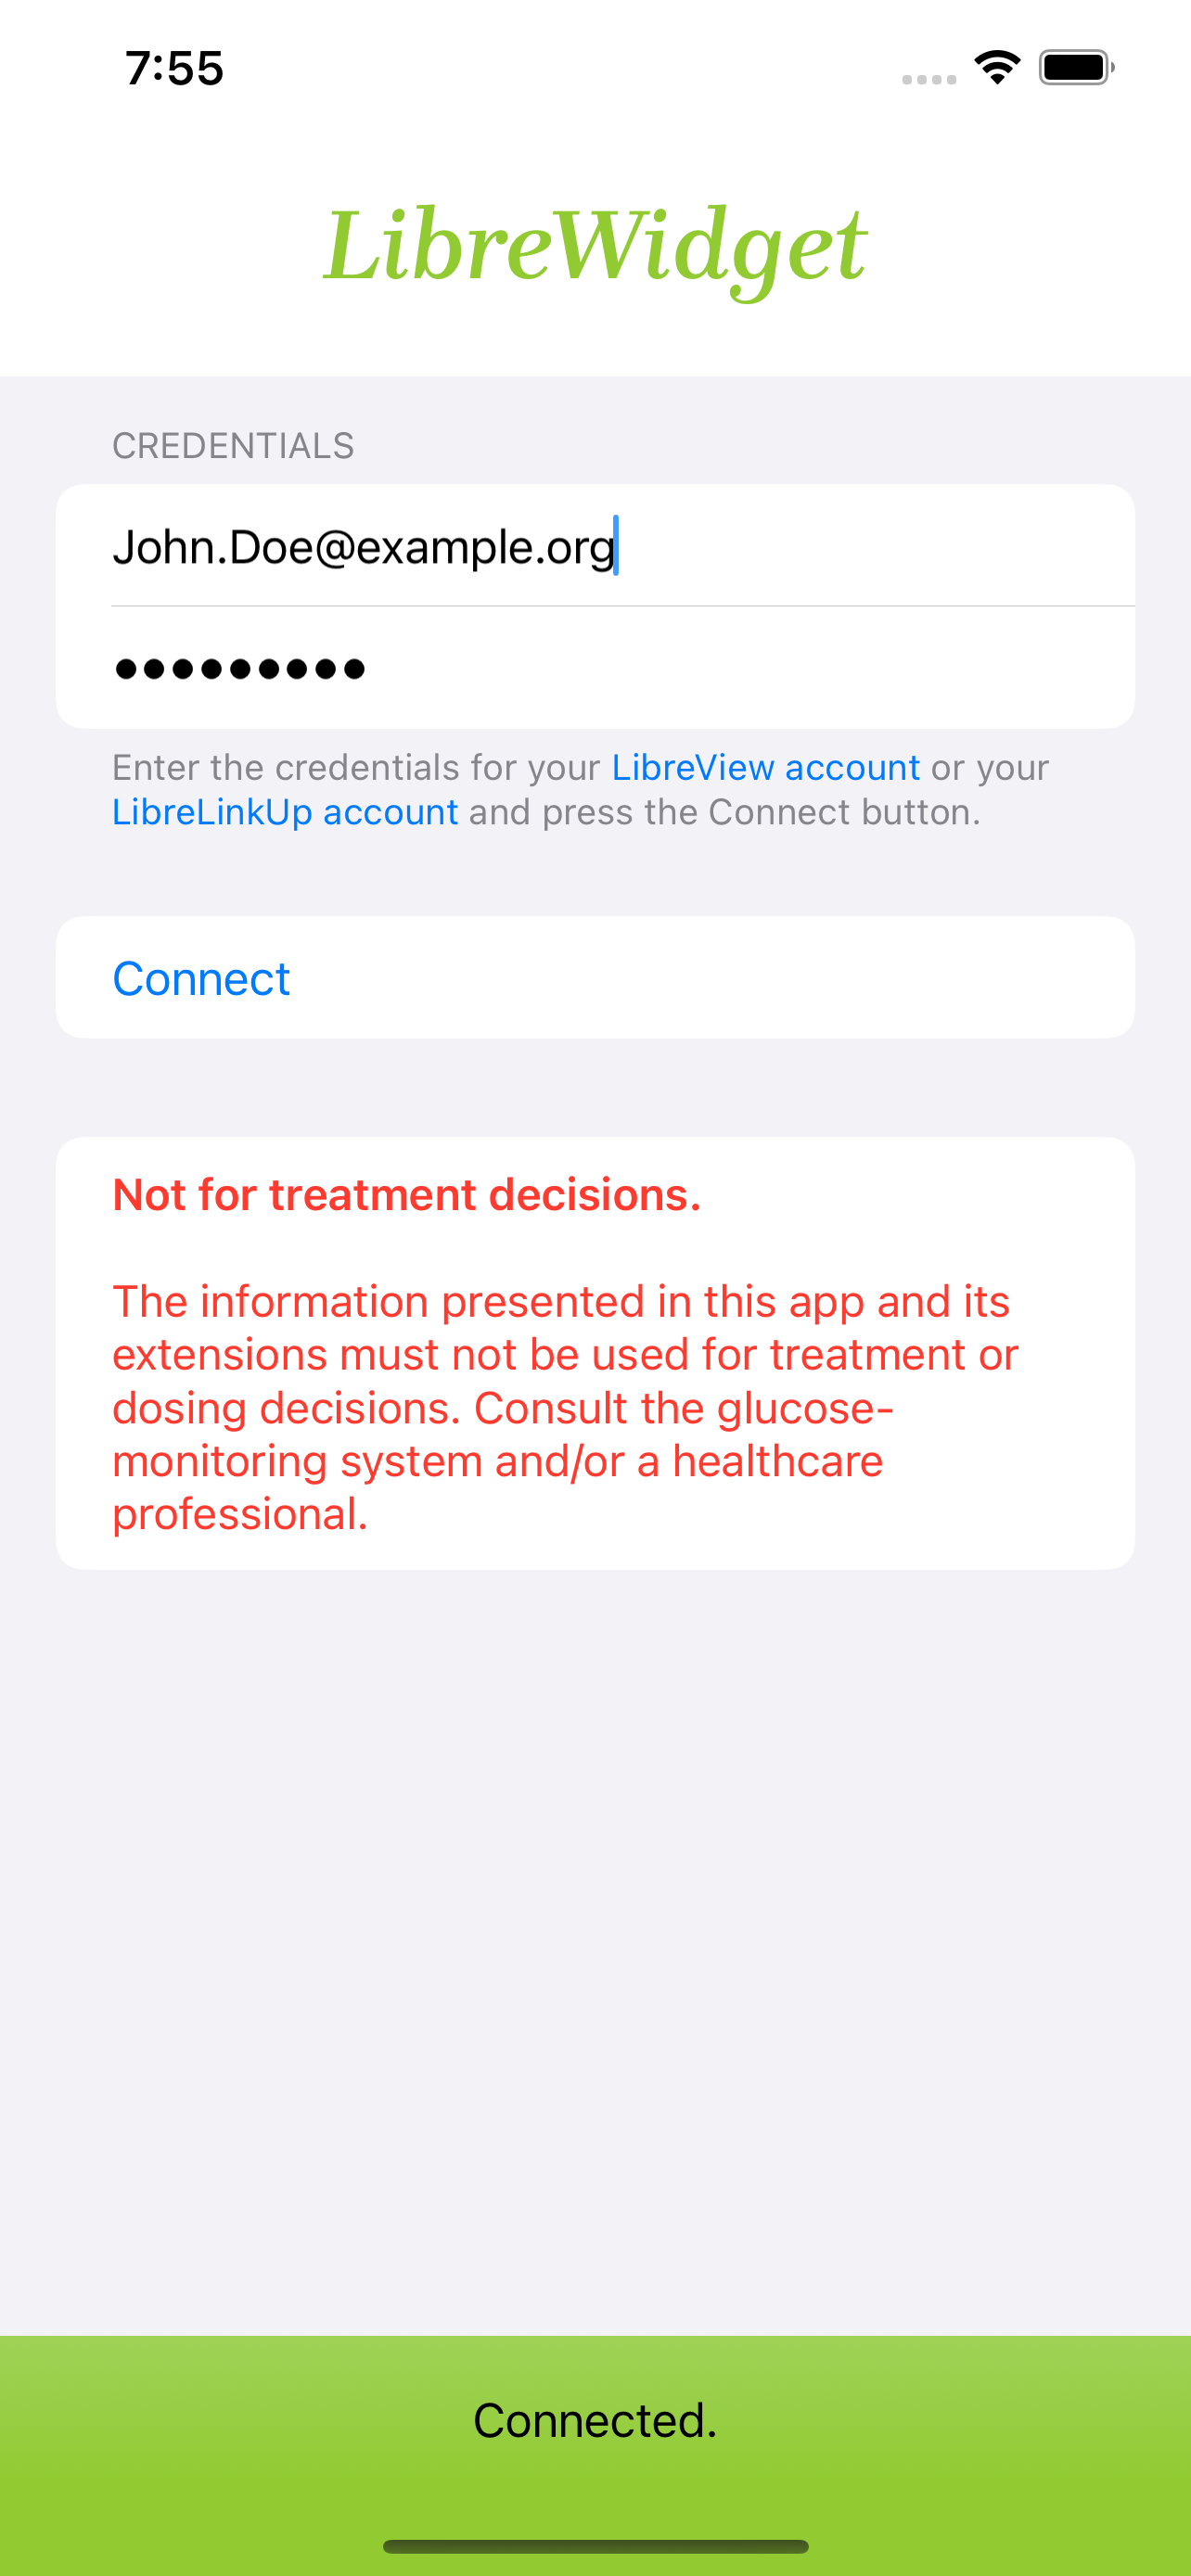 7:55
LibreWidget
CREDENTIALS
John.Doe@example.org
•••••••••
Enter the credentials for your LibreView account or your
LibreLinkUp account and press the Connect button.
Connect
Not for treatment decisions.
The information presented in this app and its
extensions must not be used for treatment or
dosing decisions. Consult the glucose-
monitoring system and/or a healthcare
professional.
Connected.